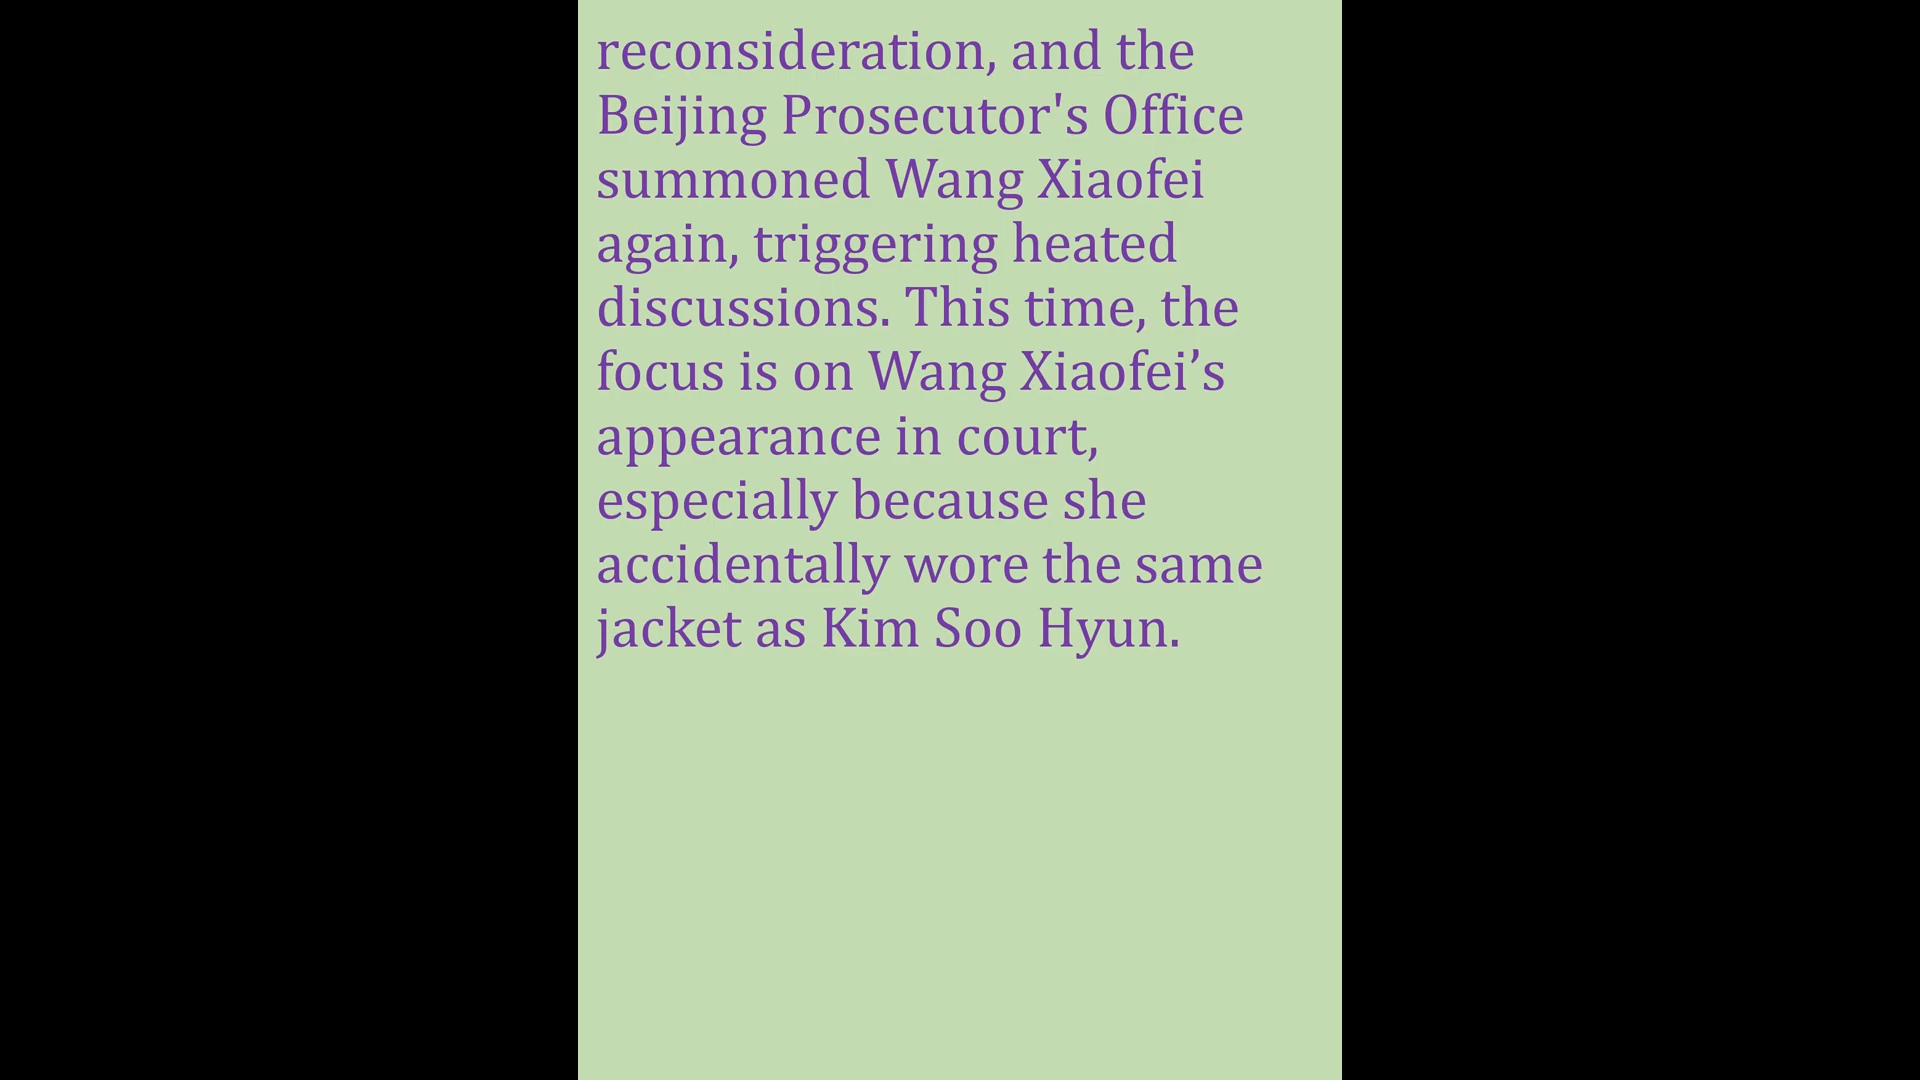 reconsideration, and the
Beijing Prosecutor's Office
summoned Wang Xiaofei
again, triggering heated
discussions. This time, the
focus is on Wang Xiaofei’s
appearance in court,
especially because she
accidentally wore the same
jacket as Kim Soo Hyun.